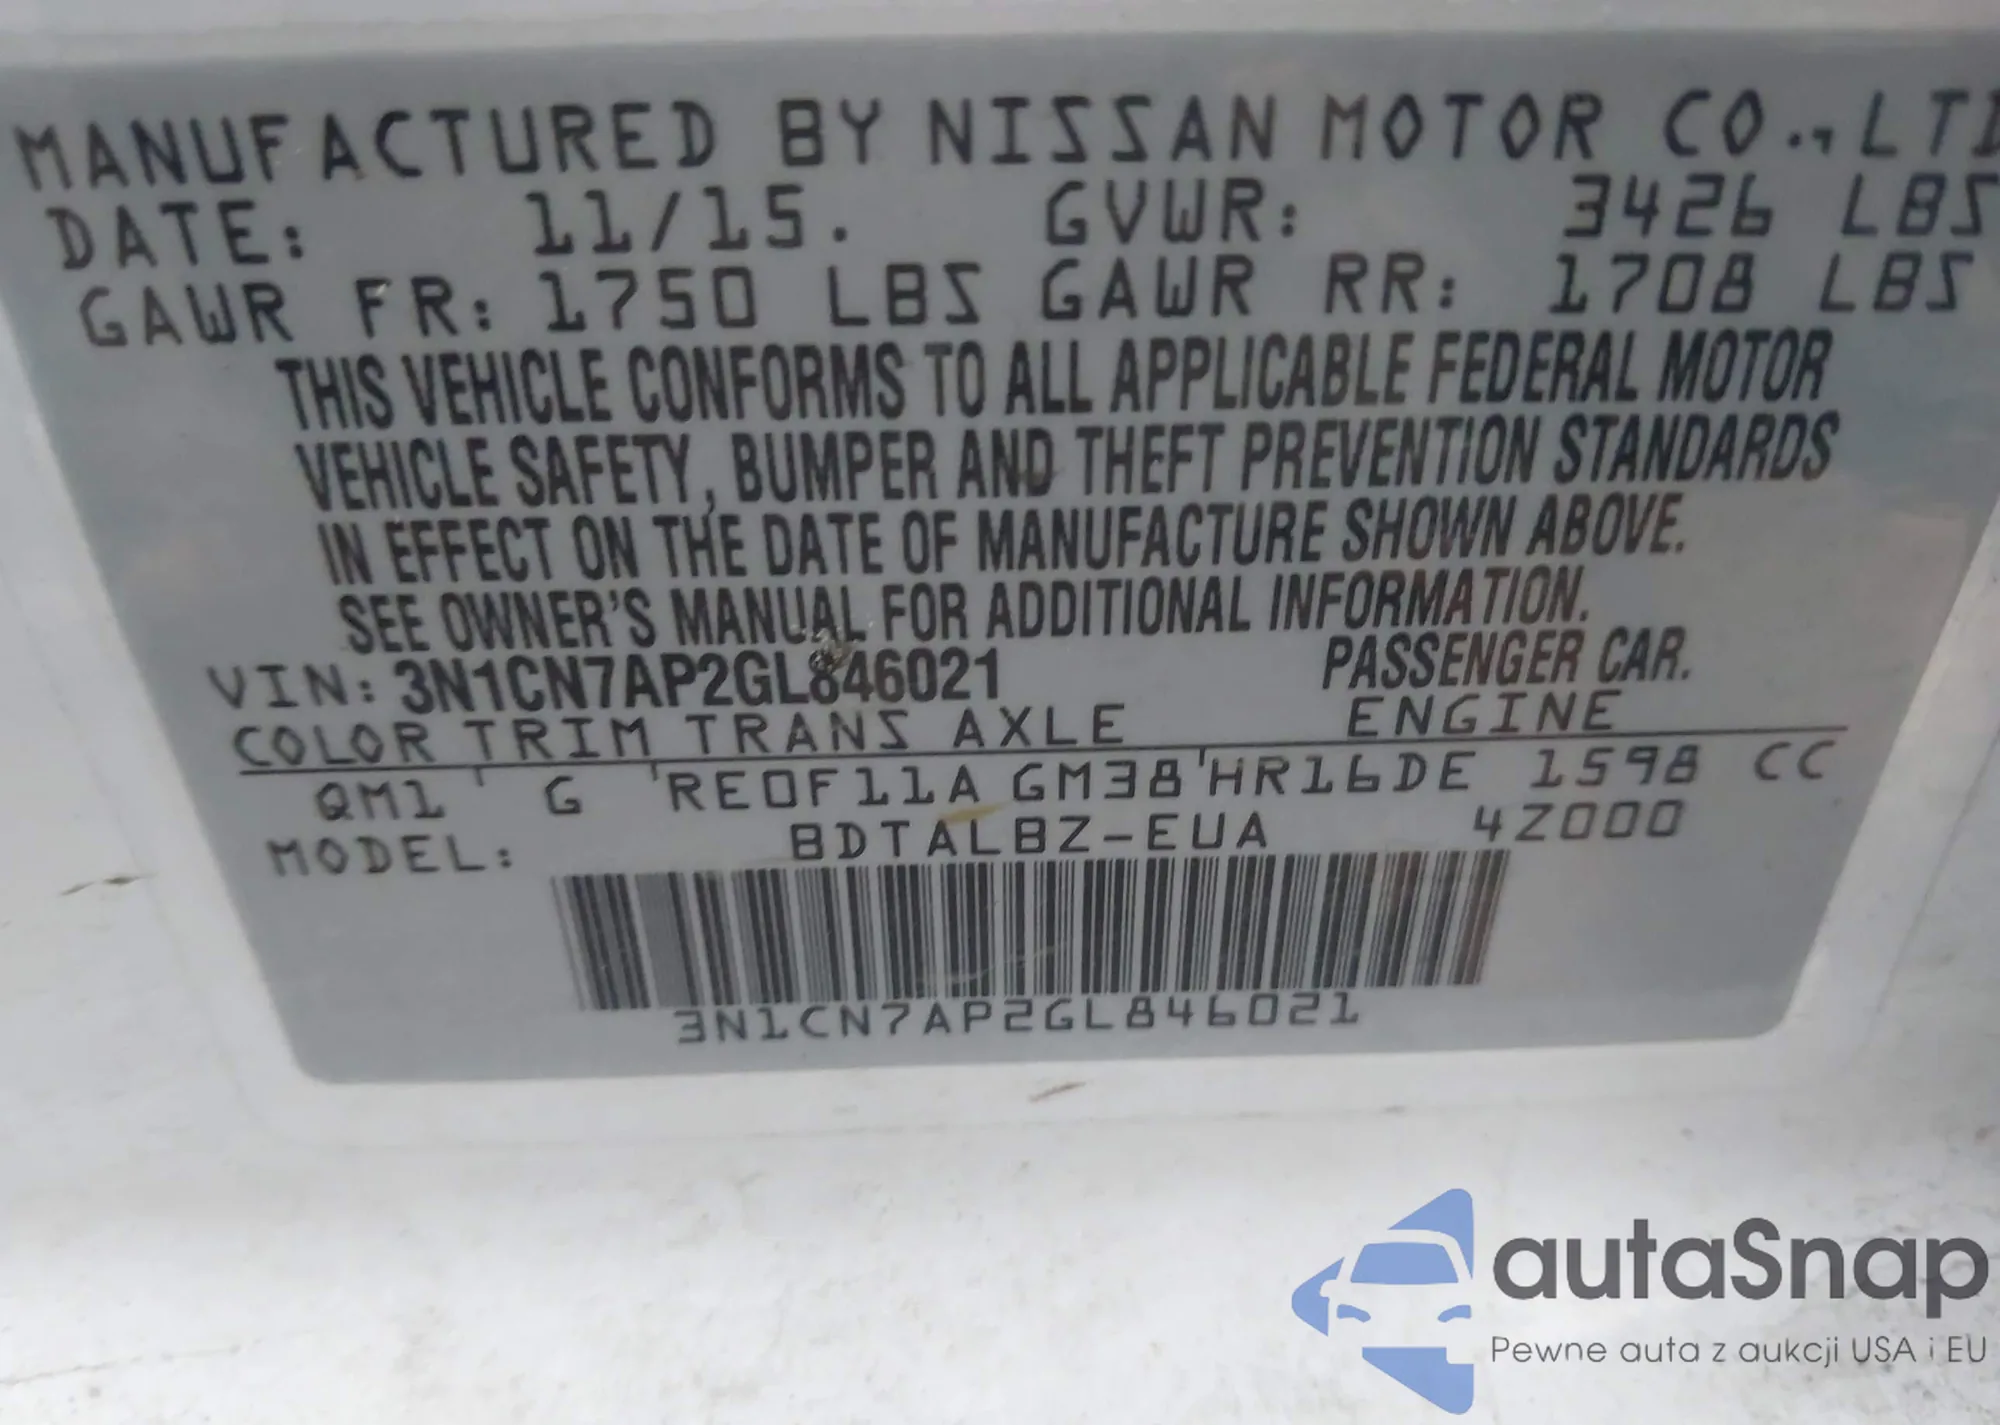 MANUFACTURED BY NISSAN MOTOR CO., LTD
DATE: 11/15. GVWR: 3426 LBS
GAWR FR: 1750 LBS GAWR RR: 1708 LBS
THIS VEHICLE CONFORMS TO ALL APPLICABLE FEDERAL MOTOR
VEHICLE SAFETY, BUMPER AND THEFT PREVENTION STANDARDS
IN EFFECT ON THE DATE OF MANUFACTURE SHOWN ABOVE.
SEE OWNER'S MANUAL FOR ADDITIONAL INFORMATION.
VIN: 3N1CN7AP2GL846021 PASSENGER CAR.
COLOR TRIM TRANS AXLE ENGINE
QM1 G RE0F11A GM38 HR16DE 1598 CC
MODEL: BDTALBZ-EUA 4Z000
3N1CN7AP2GL846021
autaSnap
Pewne auta z aukcji USA i EU